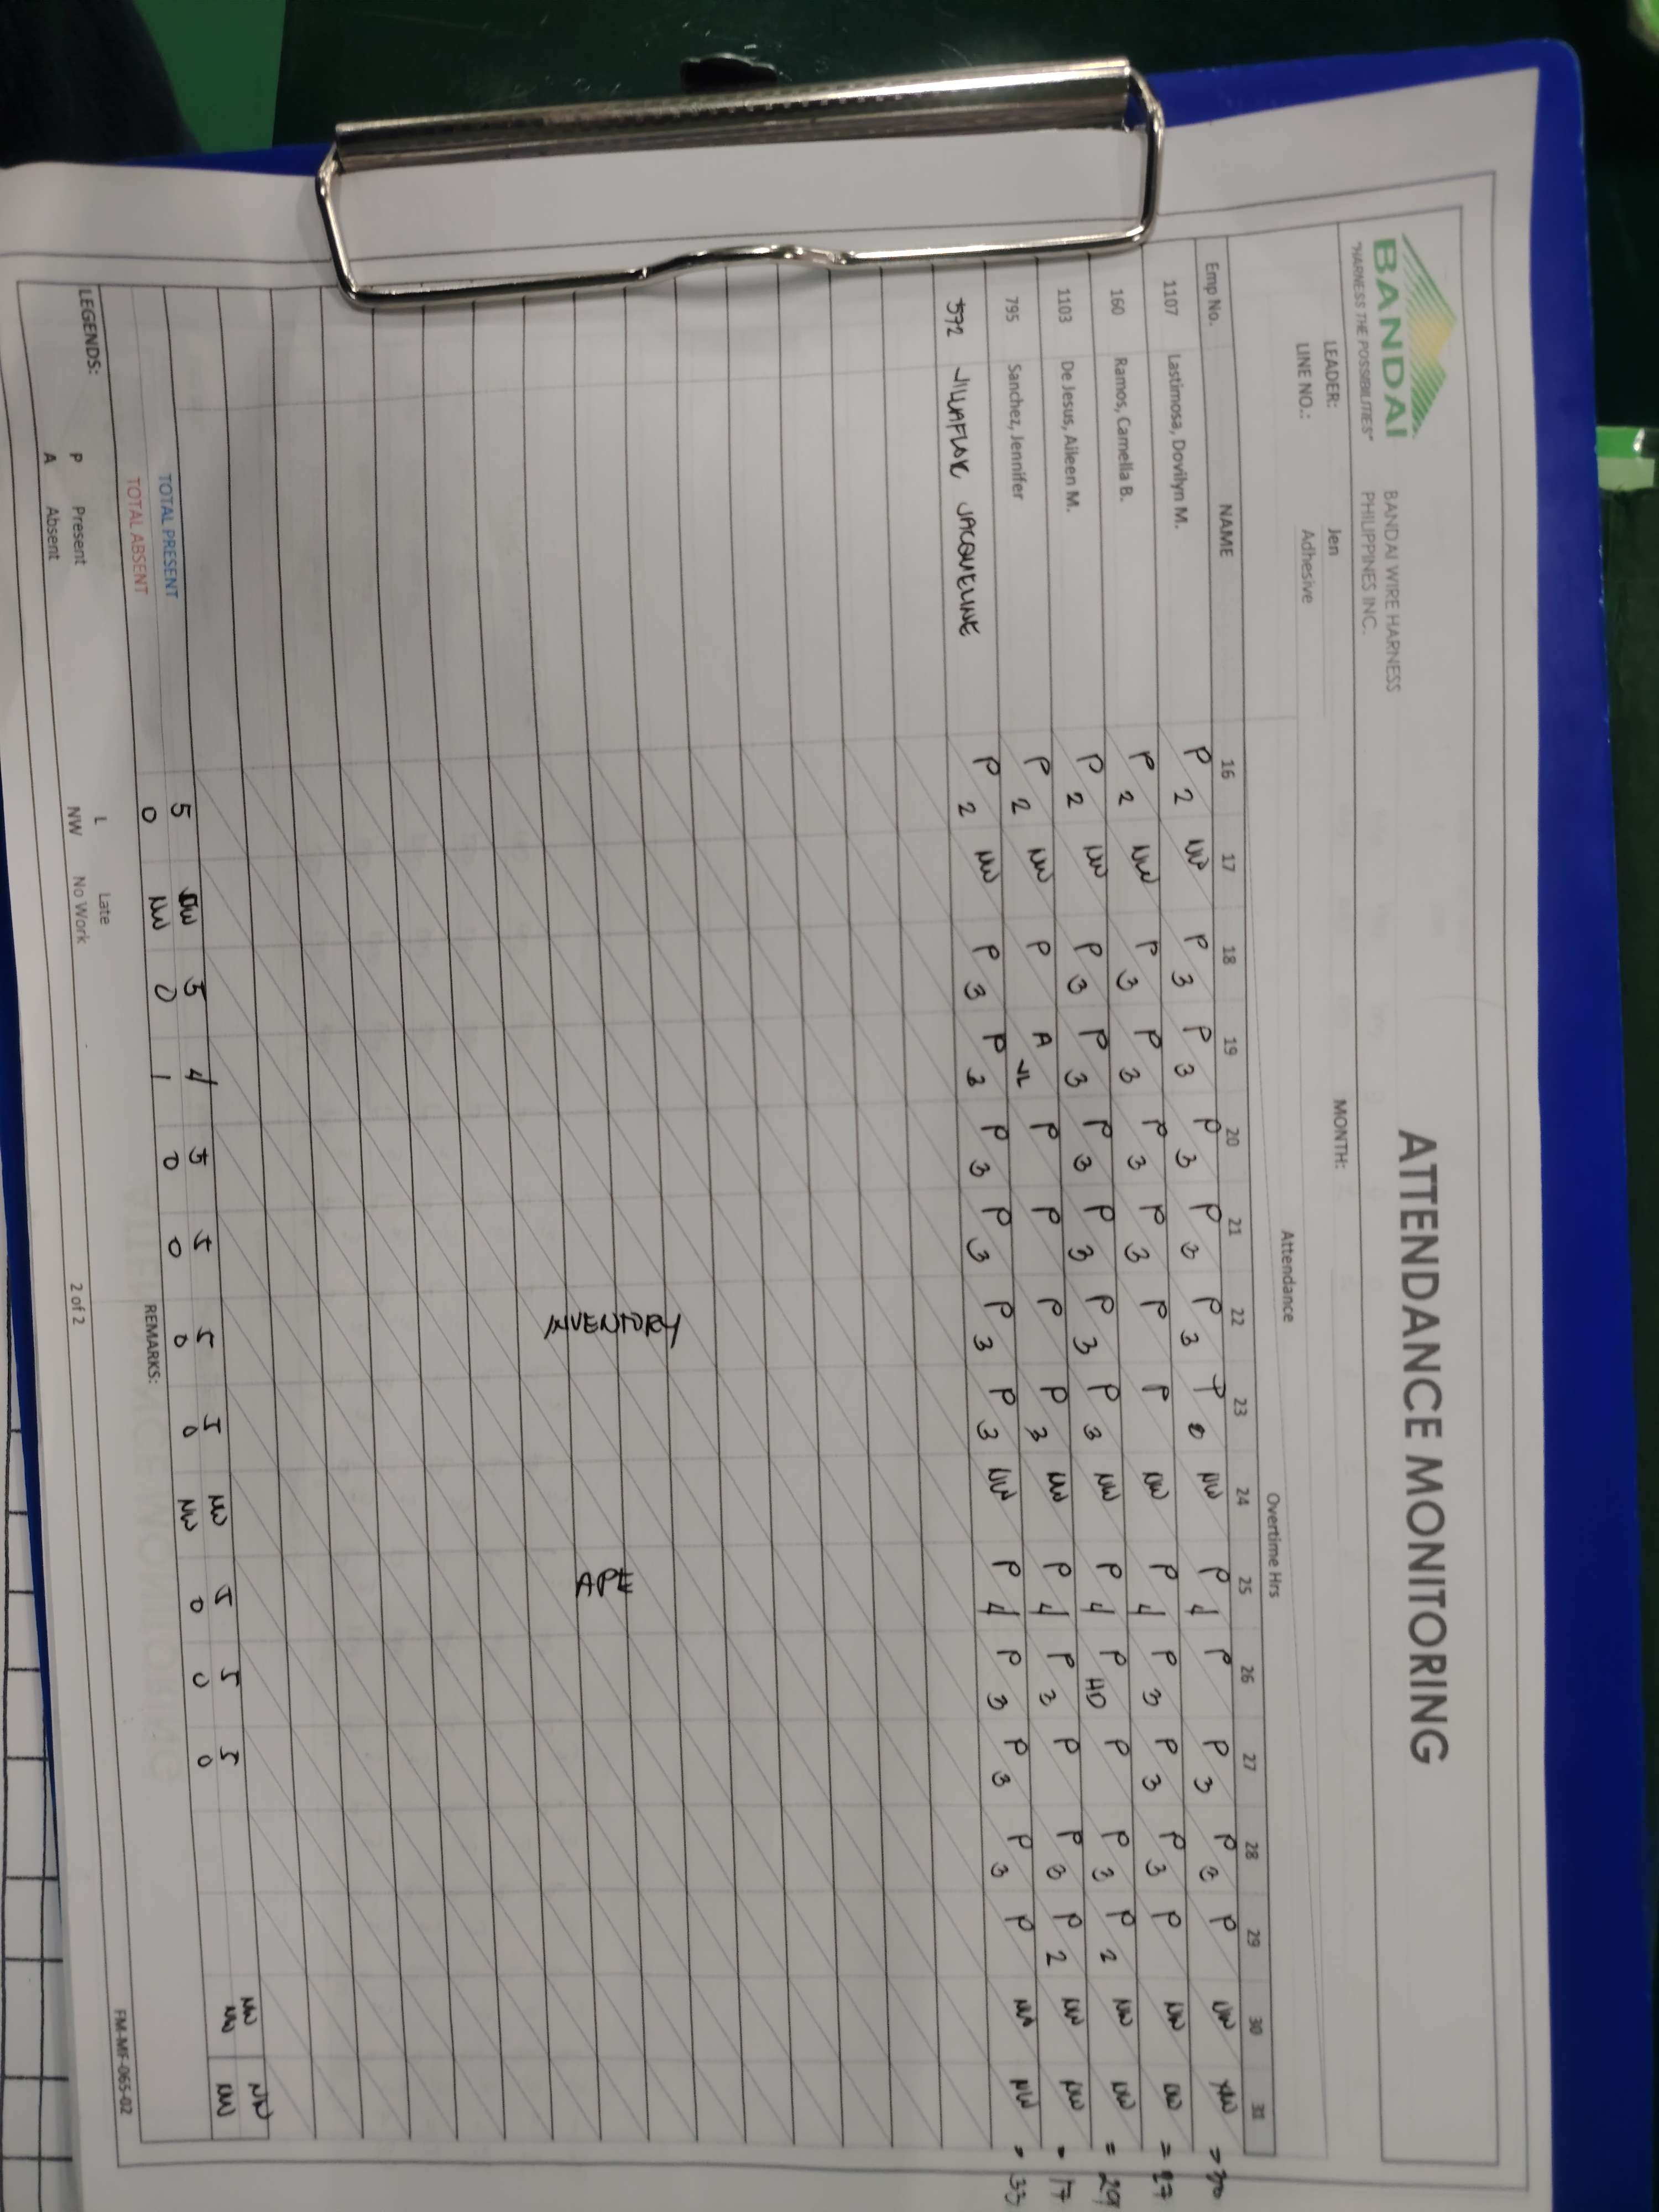 BANDAI
"HARNESS THE POSSIBILITIES"
BANDAI WIRE HARNESS
PHILIPPINES INC.
ATTENDANCE MONITORING
LEADER: Jen MONTH:
LINE NO.: Adhesive
Attendance Overtime Hrs
Emp No. NAME 16 17 18 19 20 21 22 23 24 25 26 27 28 29 30 31
1107 Lastimosa, Dovilyn M. P 2 NW P 3 P 3 P 3 P 3 P 3 P 0 NW P 4 P P 3 P 3 P NW NW = 30
160 Ramos, Camella B. P 2 NW P 3 P 3 P 3 P 3 P P NW P 4 P 3 P 3 P 3 P NW NW = 27
1103 De Jesus, Aileen M. P 2 NW P 3 P 3 P 3 P 3 P 3 P 3 NW P 4 P HD P P 3 P 2 NW NW = 29
795 Sanchez, Jennifer P 2 NW P A VL P P P P 3 NW P 4 P 3 P P 3 P 2 NW NW = 17
572 VILLAFLOR JACQUELINE P 2 NW P 3 P 3 P 3 P 3 P 3 P 3 NW P 4 P 3 P 3 P 3 P NW NW = 33
INVENTORY
APE
TOTAL PRESENT 5 NW 5 4 5 5 5 5 NW 5 5 5 NW NW
TOTAL ABSENT 0 NW 0 1 0 0 0 0 NW 0 0 0 NW NW
REMARKS:
LEGENDS: P Present L Late
A Absent NW No Work
2 of 2
FM-MF-065-02